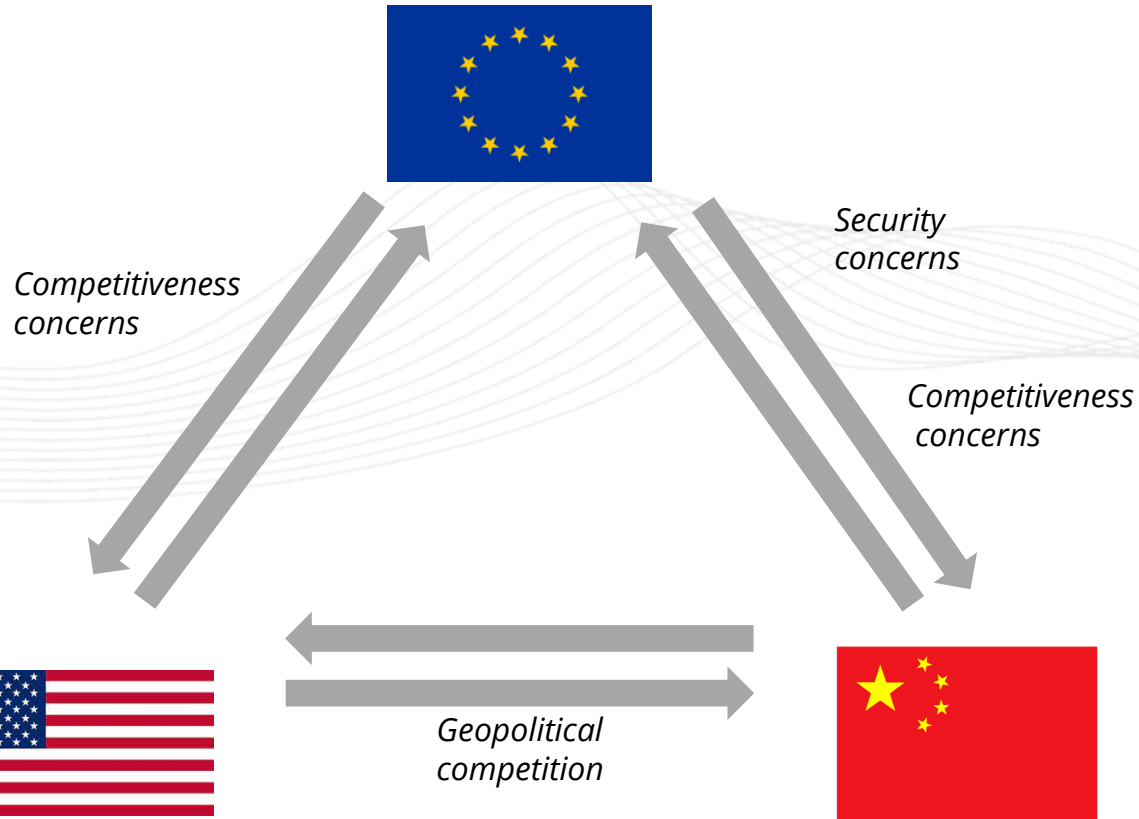 Security
concerns
Competitiveness
concerns
Competitiveness
concerns
Geopolitical
competition